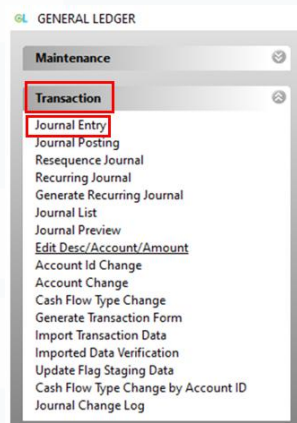 GL GENERAL LEDGER
Maintenance
Transaction
Journal Entry
Journal Posting
Resequence Journal
Recurring Journal
Generate Recurring Journal
Journal List
Journal Preview
Edit Desc/Account/Amount
Account Id Change
Account Change
Cash Flow Type Change
Generate Transaction Form
Import Transaction Data
Imported Data Verification
Update Flag Staging Data
Cash Flow Type Change by Account ID
Journal Change Log